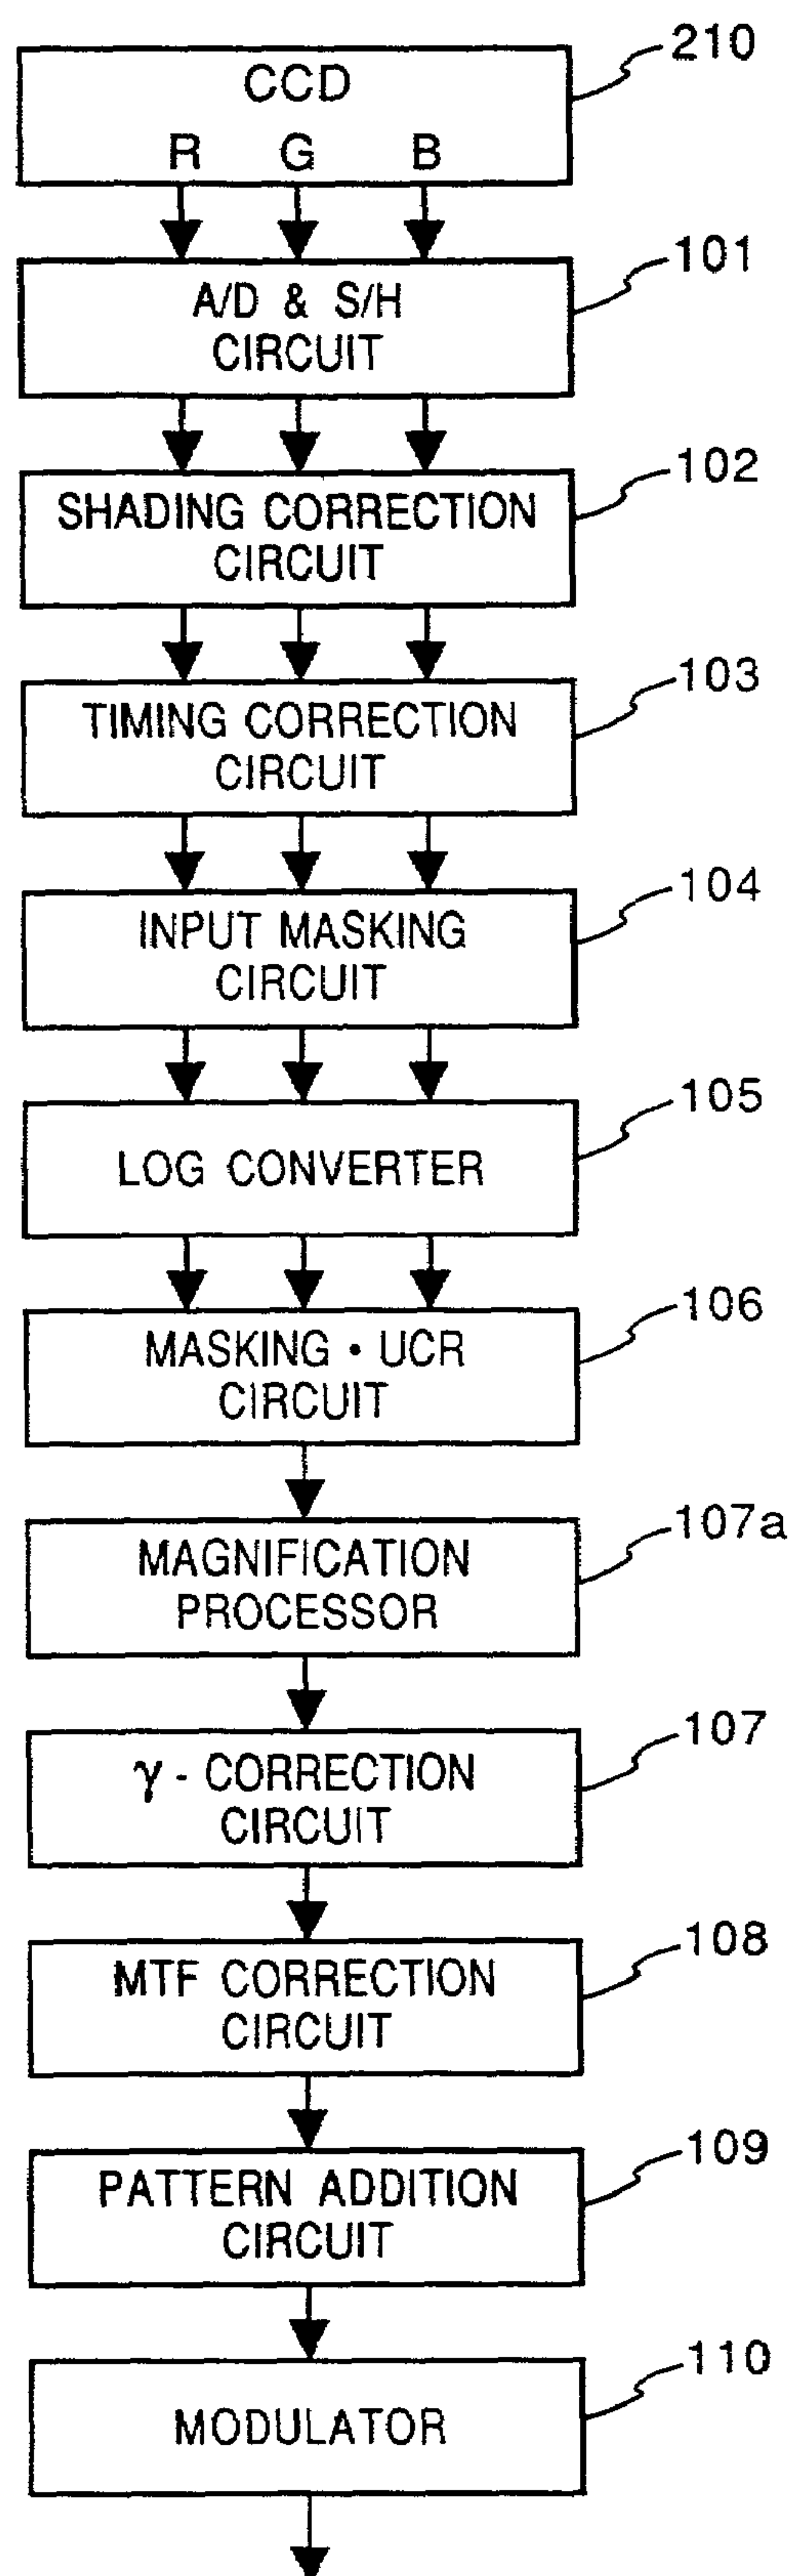 CCD
210
R G B
A/D & S/H
CIRCUIT
101
SHADING CORRECTION
CIRCUIT
102
TIMING CORRECTION
CIRCUIT
103
INPUT MASKING
CIRCUIT
104
LOG CONVERTER
105
MASKING • UCR
CIRCUIT
106
MAGNIFICATION
PROCESSOR
107a
γ - CORRECTION
CIRCUIT
107
MTF CORRECTION
CIRCUIT
108
PATTERN ADDITION
CIRCUIT
109
MODULATOR
110